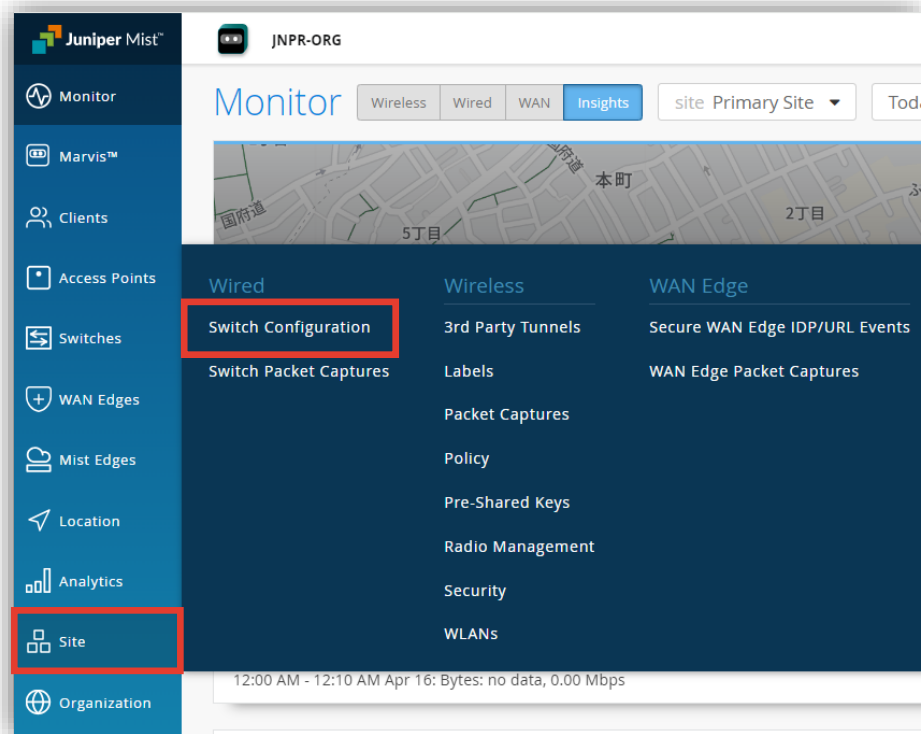 Juniper Mist™
JNPR-ORG
Monitor
Marvis™
Clients
Access Points
Switches
WAN Edges
Mist Edges
Location
Analytics
Site
Organization
Monitor
Wireless
Wired
WAN
Insights
site Primary Site
本町
国府道
2丁目
5丁目
Wired
Switch Configuration
Switch Packet Captures
Wireless
3rd Party Tunnels
Labels
Packet Captures
Policy
Pre-Shared Keys
Radio Management
Security
WLANs
WAN Edge
Secure WAN Edge IDP/URL Events
WAN Edge Packet Captures
12:00 AM - 12:10 AM Apr 16: Bytes: no data, 0.00 Mbps